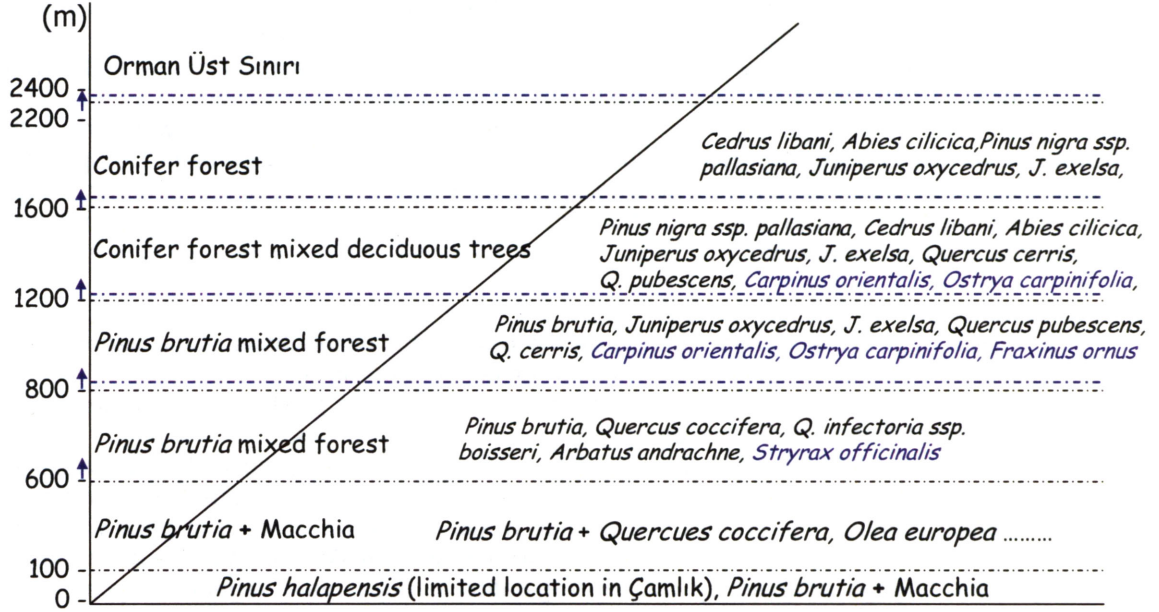 (m)
Orman Üst Sınırı
2400
2200
Cedrus libani, Abies cilicica,Pinus nigra ssp.
Conifer forest
pallasiana, Juniperus oxycedrus, J. exelsa,
1600
Pinus nigra ssp. pallasiana, Cedrus libani, Abies cilicica,
Conifer forest mixed deciduous trees
Juniperus oxycedrus, J. exelsa, Quercus cerris,
Q. pubescens, Carpinus orientalis, Ostrya carpinifolia,
1200
Pinus brutia, Juniperus oxycedrus, J. exelsa, Quercus pubescens,
Pinus brutia mixed forest
Q. cerris, Carpinus orientalis, Ostrya carpinifolia, Fraxinus ornus
800
Pinus brutia, Quercus coccifera, Q. infectoria ssp.
Pinus brutia mixed forest
boisseri, Arbatus andrachne, Stryrax officinalis
600
Pinus brutia + Macchia
Pinus brutia + Quercues coccifera, Olea europea .........
100
Pinus halapensis (limited location in Çamlık), Pinus brutia + Macchia
0